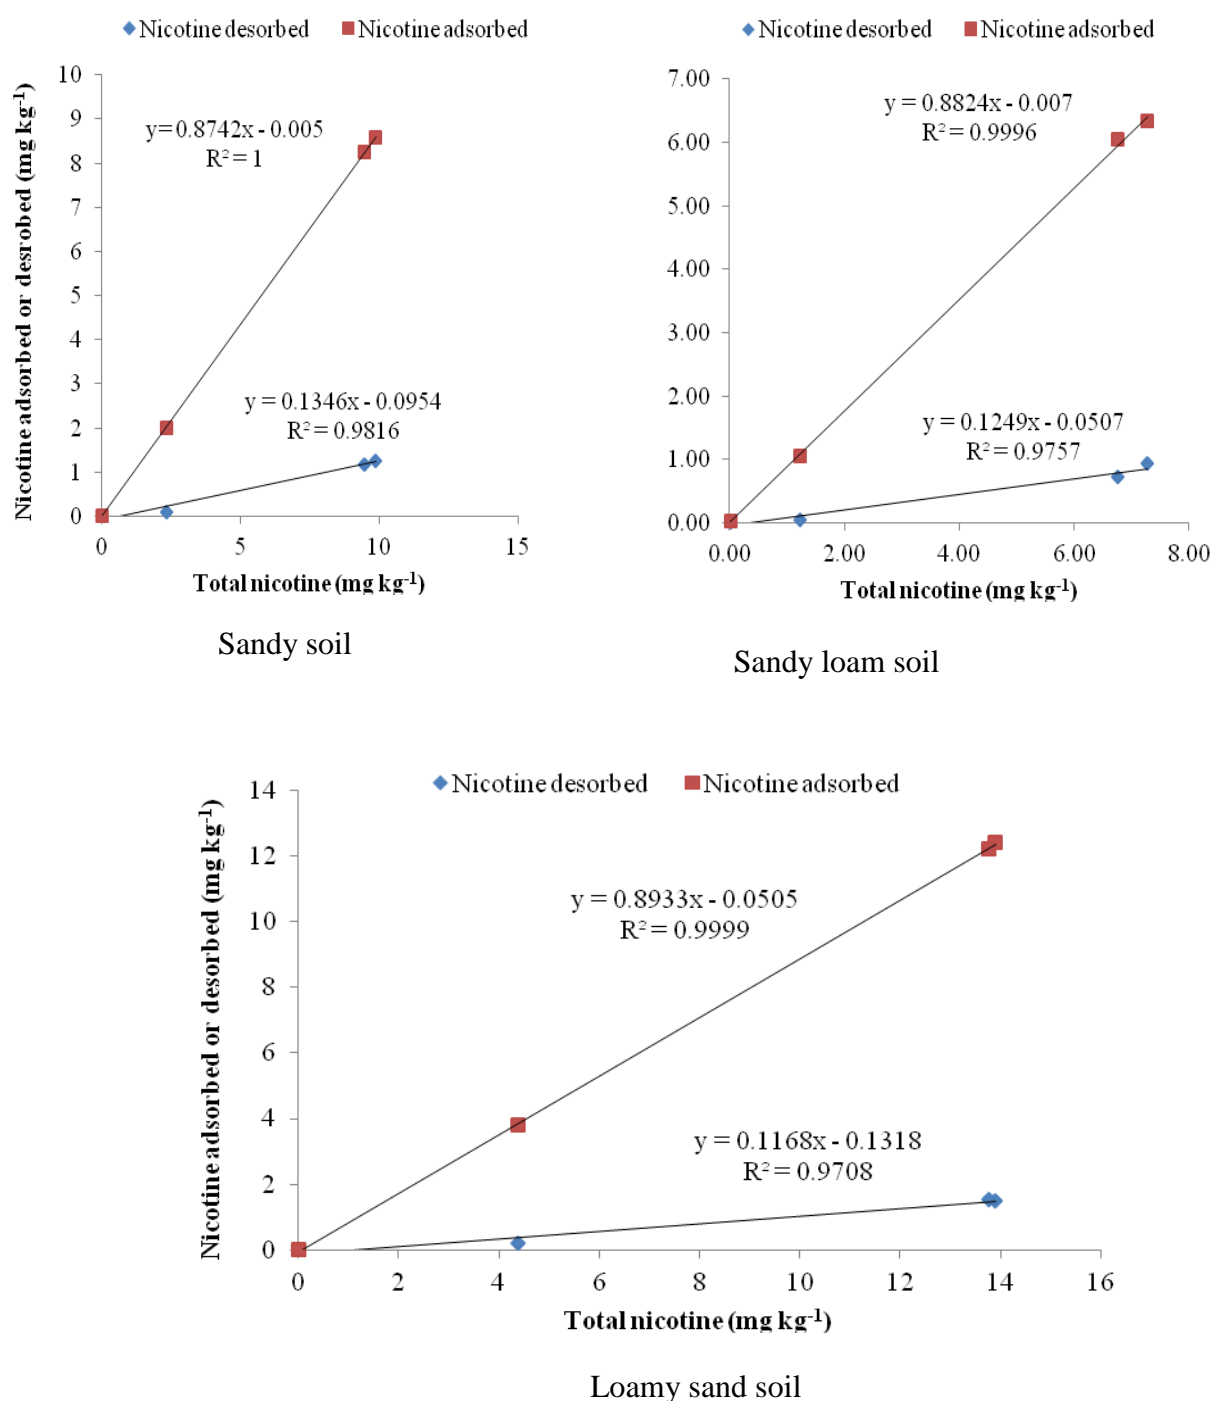 Nicotine desorbed Nicotine adsorbed
Nicotine adsorbed or desrobed (mg kg-1)
10
9
8
7
6
5
4
3
2
1
0
y=0.8742x - 0.005
R² = 1
y = 0.1346x - 0.0954
R² = 0.9816
0 5 10 15
Total nicotine (mg kg-1)
Sandy soil
Nicotine desorbed Nicotine adsorbed
7.00
6.00
5.00
4.00
3.00
2.00
1.00
0.00
y = 0.8824x - 0.007
R² = 0.9996
y = 0.1249x - 0.0507
R² = 0.9757
0.00 2.00 4.00 6.00 8.00
Total nicotine (mg kg-1)
Sandy loam soil
Nicotine desorbed Nicotine adsorbed
Nicotine adsorbed or desorbed (mg kg-1)
14
12
10
8
6
4
2
0
y = 0.8933x - 0.0505
R² = 0.9999
y = 0.1168x - 0.1318
R² = 0.9708
0 2 4 6 8 10 12 14 16
Total nicotine (mg kg-1)
Loamy sand soil